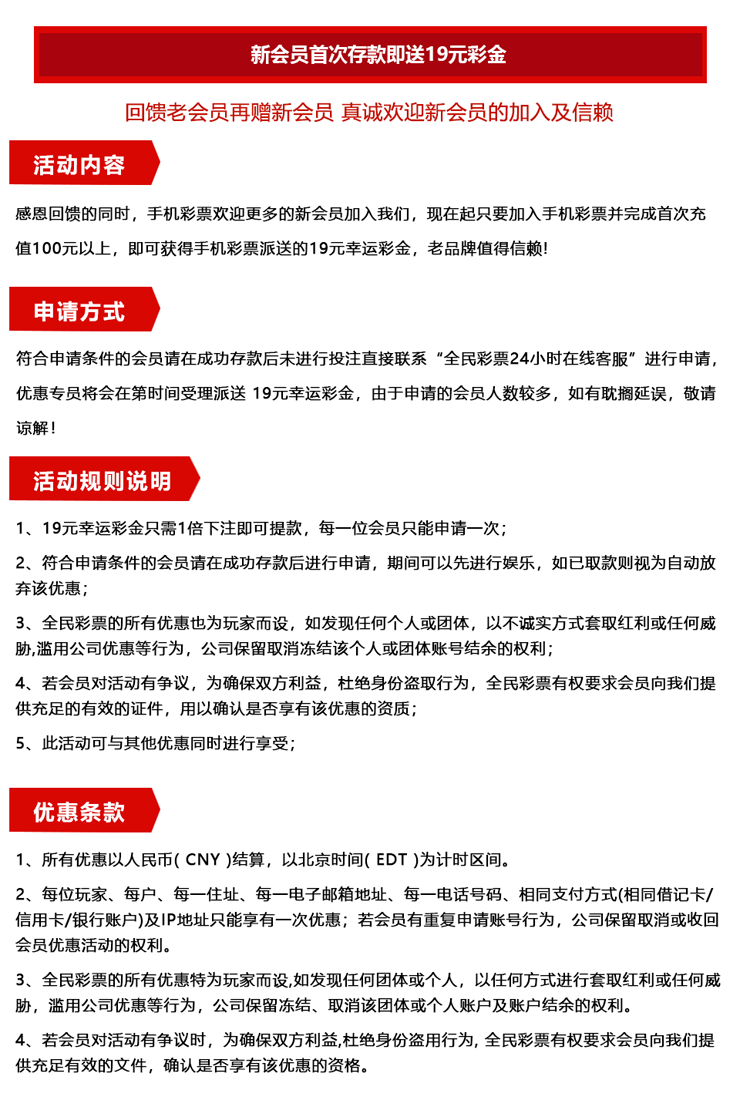 新会员首次存款即送19元彩金
回馈老会员再赠新会员 真诚欢迎新会员的加入及信赖
活动内容
感恩回馈的同时，手机彩票欢迎更多的新会员加入我们，现在起只要加入手机彩票并完成首次充
值100元以上，即可获得手机彩票派送的19元幸运彩金，老品牌值得信赖!
申请方式
符合申请条件的会员请在成功存款后未进行投注直接联系“全民彩票24小时在线客服”进行申请，
优惠专员将会在第时间受理派送 19元幸运彩金，由于申请的会员人数较多，如有耽搁延误，敬请
谅解!
活动规则说明
1、19元幸运彩金只需1倍下注即可提款，每一位会员只能申请一次；
2、符合申请条件的会员请在成功存款后进行申请，期间可以先进行娱乐，如已取款则视为自动放
弃该优惠；
3、全民彩票的所有优惠也为玩家而设，如发现任何个人或团体，以不诚实方式套取红利或任何威
胁,滥用公司优惠等行为，公司保留取消冻结该个人或团体账号结余的权利；
4、若会员对活动有争议，为确保双方利益，杜绝身份盗取行为，全民彩票有权要求会员向我们提
供充足的有效的证件，用以确认是否享有该优惠的资质；
5、此活动可与其他优惠同时进行享受；
优惠条款
1、所有优惠以人民币( CNY )结算，以北京时间( EDT )为计时区间。
2、每位玩家、每户、每一住址、每一电子邮箱地址、每一电话号码、相同支付方式(相同借记卡/
信用卡/银行账户)及IP地址只能享有一次优惠；若会员有重复申请账号行为，公司保留取消或收回
会员优惠活动的权利。
3、全民彩票的所有优惠特为玩家而设,如发现任何团体或个人，以任何方式进行套取红利或任何威
胁，滥用公司优惠等行为，公司保留冻结、取消该团体或个人账户及账户结余的权利。
4、若会员对活动有争议时，为确保双方利益,杜绝身份盗用行为, 全民彩票有权要求会员向我们提
供充足有效的文件，确认是否享有该优惠的资格。